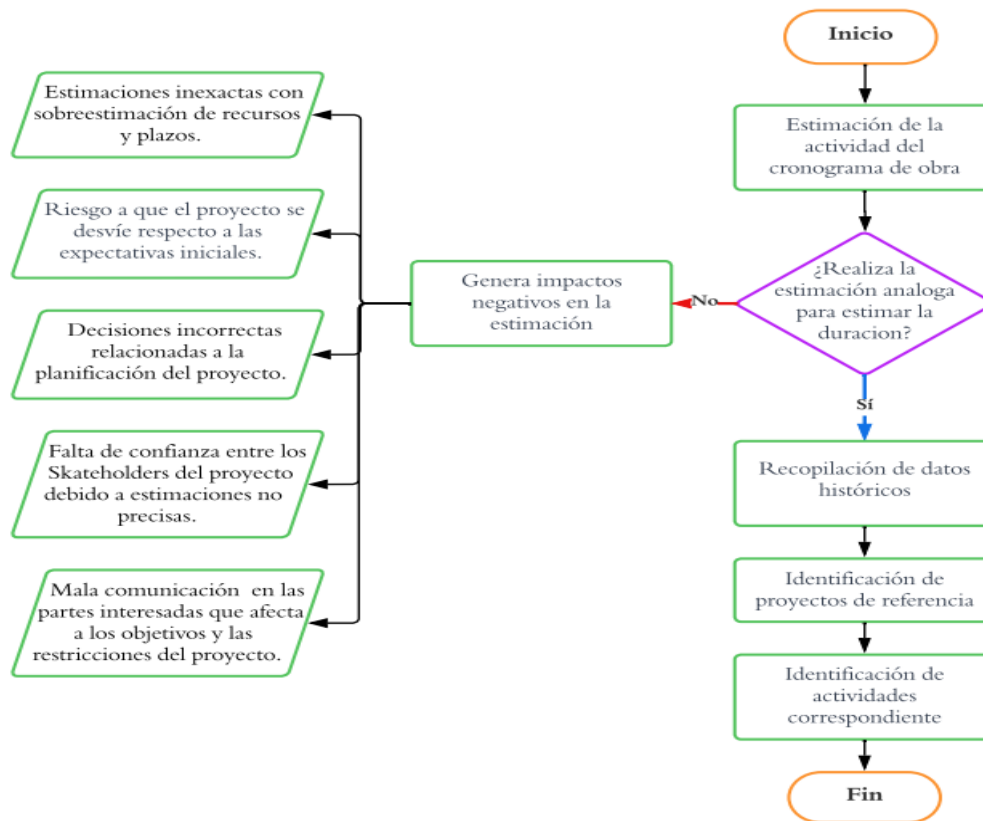 Inicio
Estimación de la
actividad del
cronograma de obra
¿Realiza la
estimación analoga
para estimar la
duracion?
No
Sí
Genera impactos
negativos en la
estimación
Estimaciones inexactas con
sobreestimación de recursos
y plazos.
Riesgo a que el proyecto se
desvíe respecto a las
expectativas iniciales.
Decisiones incorrectas
relacionadas a la
planificación del proyecto.
Falta de confianza entre los
Skateholders del proyecto
debido a estimaciones no
precisas.
Mala comunicación en las
partes interesadas que afecta
a los objetivos y las
restricciones del proyecto.
Recopilación de datos
históricos
Identificación de
proyectos de referencia
Identificación de
actividades
correspondiente
Fin